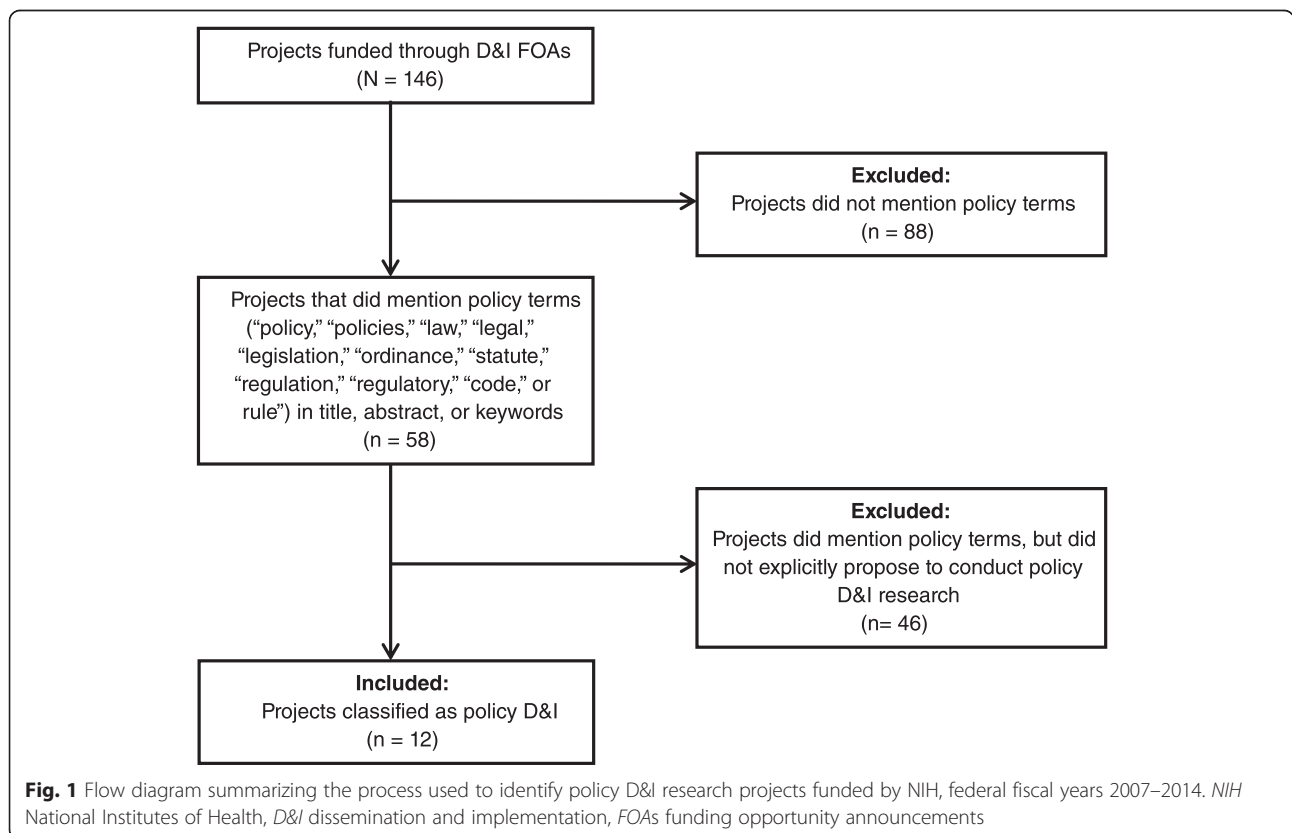 Projects funded through D&I FOAs
(N = 146)
Excluded:
Projects did not mention policy terms
(n = 88)
Projects that did mention policy terms
(“policy,” “policies,” “law,” “legal,”
“legislation,” “ordinance,” “statute,”
“regulation,” “regulatory,” “code,” or
rule”) in title, abstract, or keywords
(n = 58)
Excluded:
Projects did mention policy terms, but did
not explicitly propose to conduct policy
D&I research
(n= 46)
Included:
Projects classified as policy D&I
(n = 12)
Fig. 1 Flow diagram summarizing the process used to identify policy D&I research projects funded by NIH, federal fiscal years 2007–2014. NIH
National Institutes of Health, D&I dissemination and implementation, FOAs funding opportunity announcements